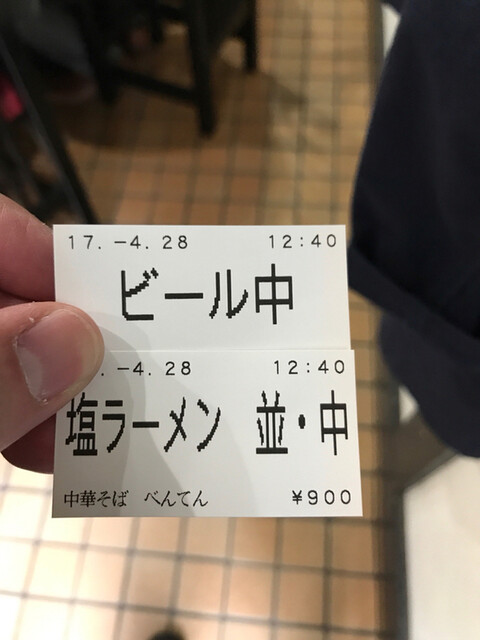 17. -4. 28 12:40
ビール中
. -4. 28 12:40
塩ラーメン 並・中
中華そば べんてん ¥900